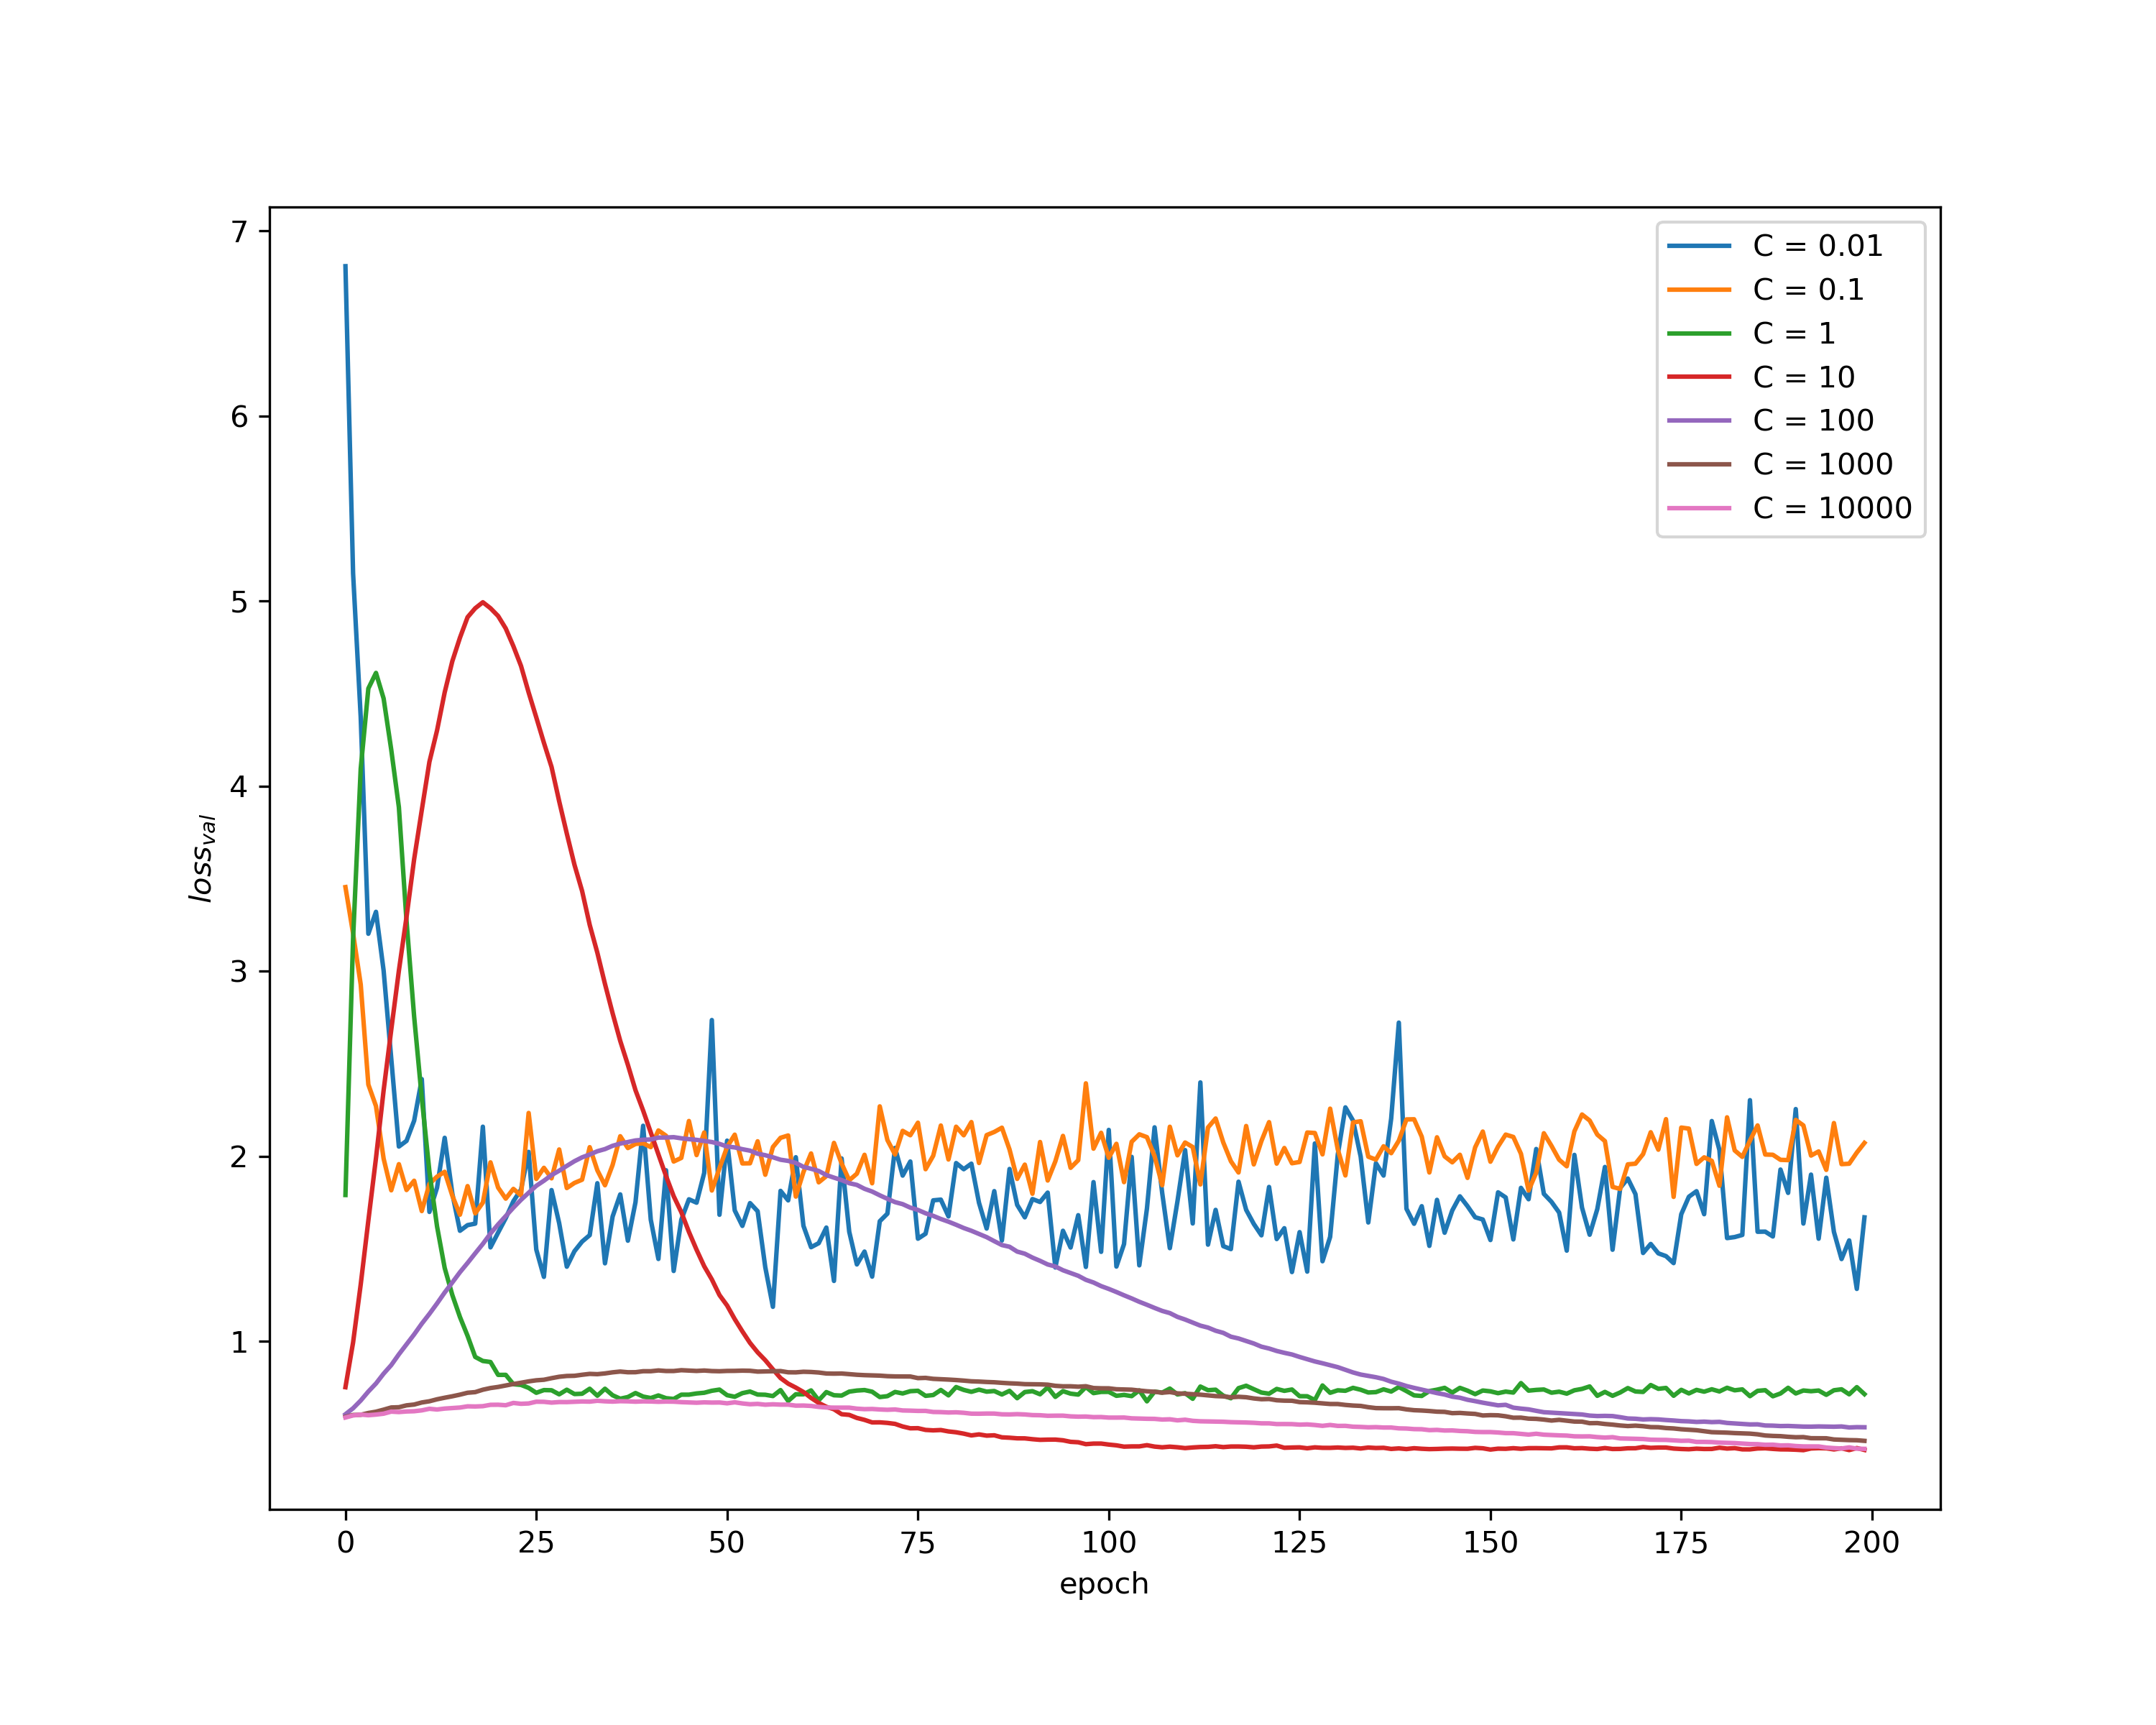 7
6
5
4
3
2
1
loss_val
0 25 50 75 100 125 150 175 200
epoch
C = 0.01
C = 0.1
C = 1
C = 10
C = 100
C = 1000
C = 10000